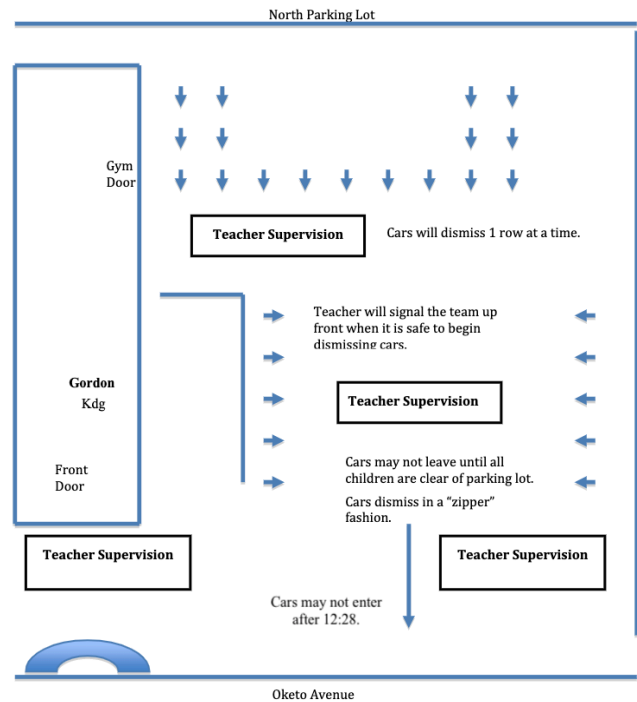 North Parking Lot
Gym
Door
Teacher Supervision
Cars will dismiss 1 row at a time.
Teacher will signal the team up
front when it is safe to begin
dismissing cars.
Gordon
Kdg
Teacher Supervision
Front
Door
Cars may not leave until all
children are clear of parking lot.
Cars dismiss in a “zipper”
fashion.
Teacher Supervision
Teacher Supervision
Cars may not enter
after 12:28.
Oketo Avenue